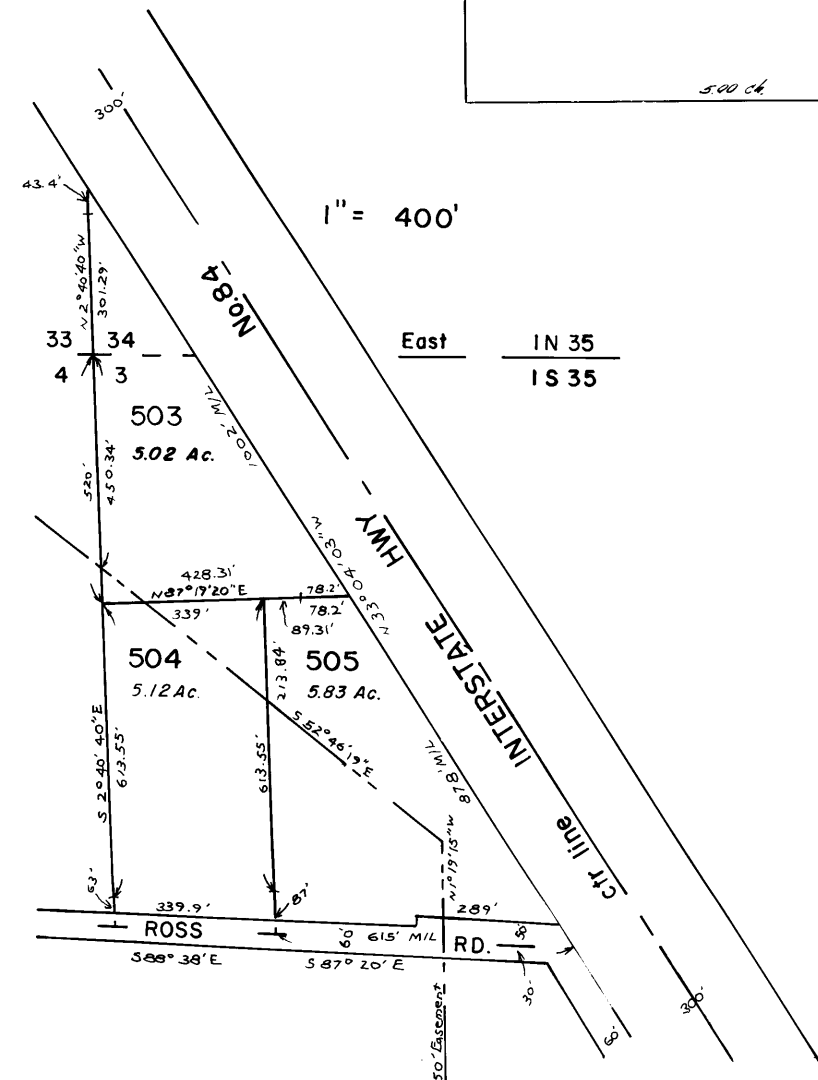 5.00 ch.
300'
43.4'
1" = 400'
N 2° 40' 40" W
301.29'
No. 84
East
1N 35
1S 35
33 34
4 3
503
5.02 Ac.
1002' M/L
520'
450.34'
N 33° 04' 03" W
HWY
428.31'
N 87° 19' 20" E
78.2'
339'
78.2'
89.31'
504
5.12 Ac.
505
5.83 Ac.
213.84'
INTERSTATE
S 52° 46' 19" E
S 2° 40' 40" E
613.55'
613.55'
878' M/L
ctr line
N 1° 19' 15" W
63'
339.9'
87'
289'
ROSS
60'
615' M/L
RD.
50'
S 88° 38' E
S 87° 20' E
30'
300'
60'
50' Easement